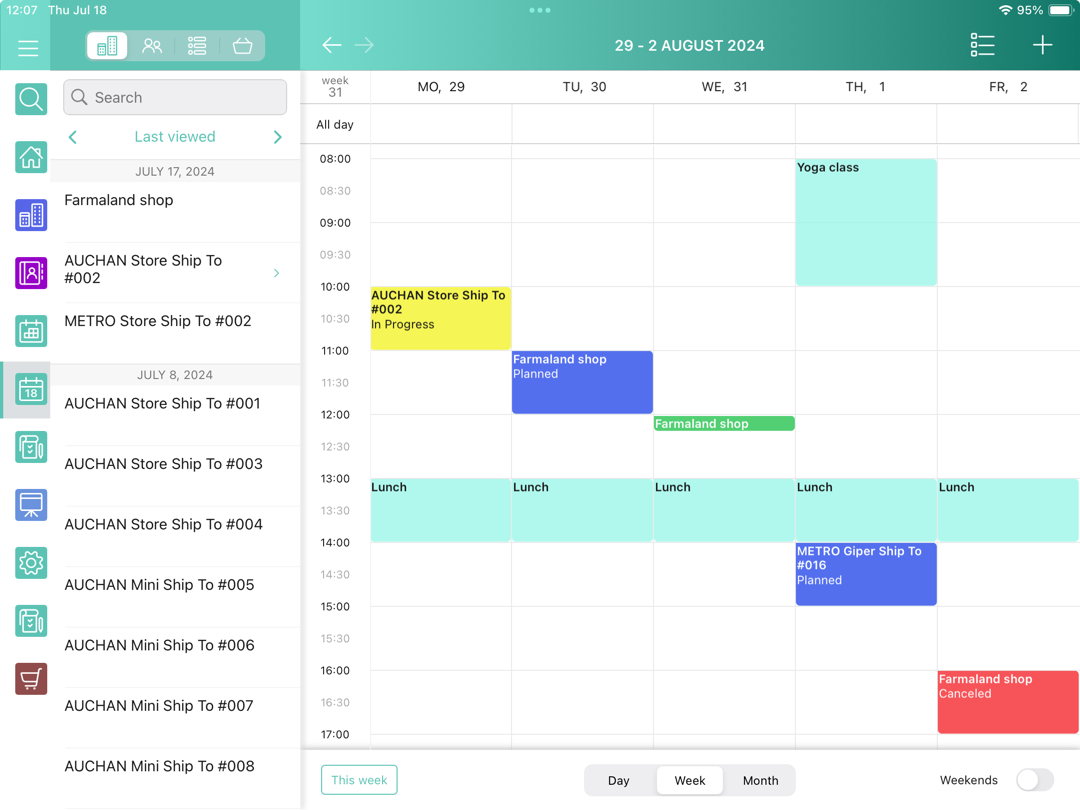 12:07 Thu Jul 18
95%
29 - 2 AUGUST 2024
Search
Last viewed
JULY 17, 2024
Farmaland shop
AUCHAN Store Ship To
#002
METRO Store Ship To #002
JULY 8, 2024
AUCHAN Store Ship To #001
AUCHAN Store Ship To #003
AUCHAN Store Ship To #004
AUCHAN Mini Ship To #005
AUCHAN Mini Ship To #006
AUCHAN Mini Ship To #007
AUCHAN Mini Ship To #008
18
week
31
MO, 29
TU, 30
WE, 31
TH, 1
FR, 2
All day
08:00
08:30
09:00
09:30
10:00
10:30
11:00
11:30
12:00
12:30
13:00
13:30
14:00
14:30
15:00
15:30
16:00
16:30
17:00
AUCHAN Store Ship To
#002
In Progress
Lunch
Farmaland shop
Planned
Lunch
Farmaland shop
Lunch
Yoga class
Lunch
METRO Giper Ship To
#016
Planned
Lunch
Farmaland shop
Canceled
This week
Day
Week
Month
Weekends